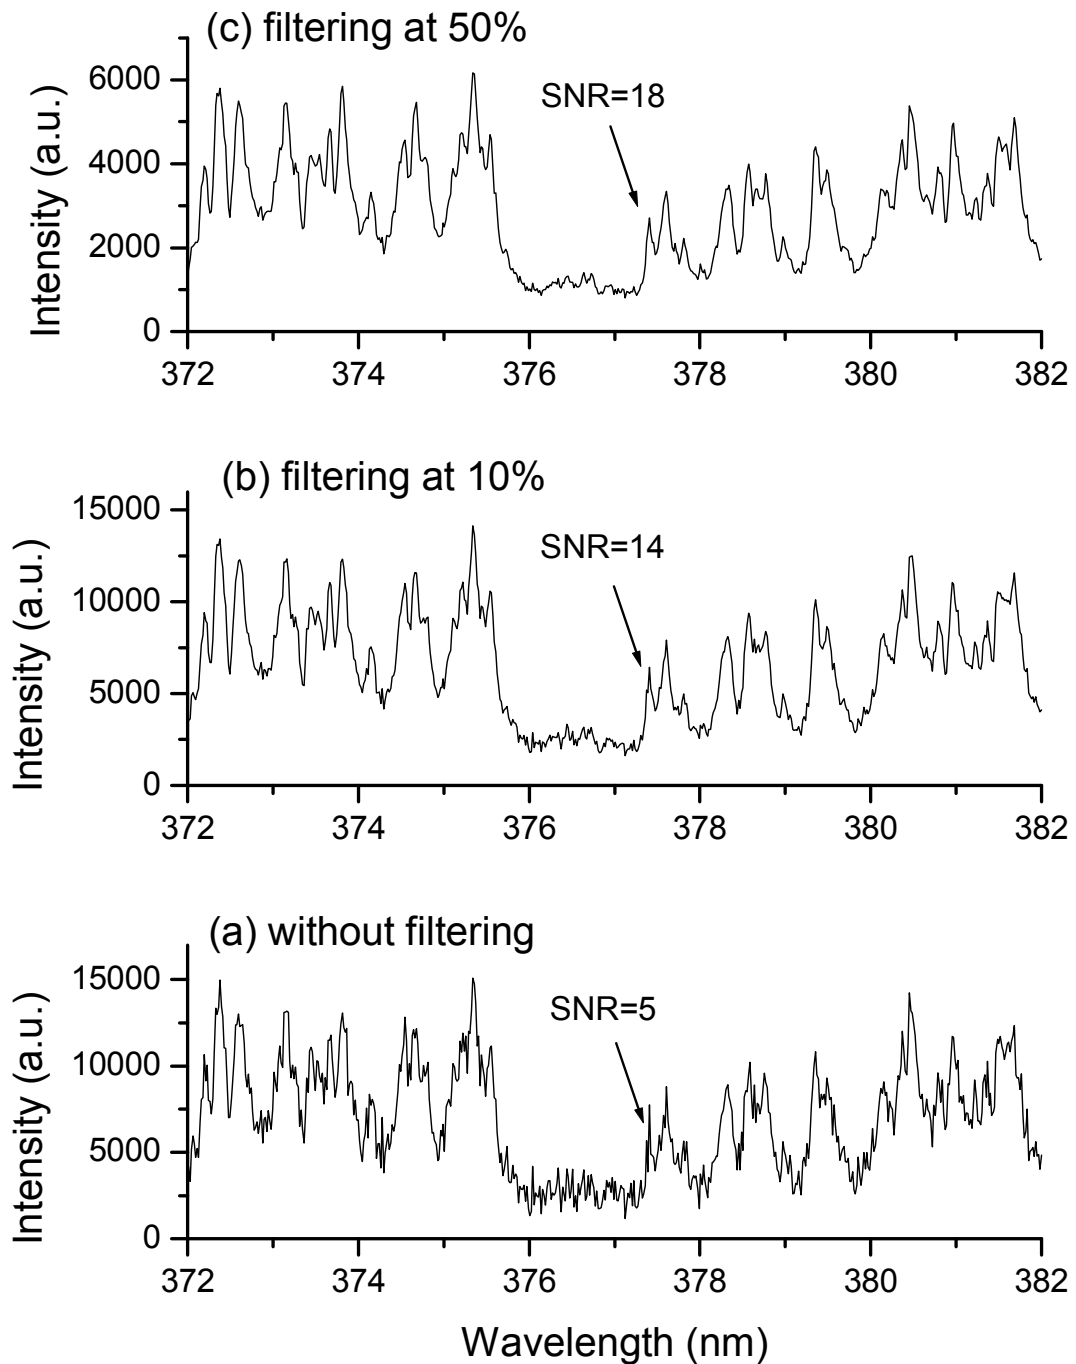 (c) filtering at 50%
SNR=18
Intensity (a.u.)
6000
4000
2000
0
372 374 376 378 380 382
(b) filtering at 10%
SNR=14
Intensity (a.u.)
15000
10000
5000
0
372 374 376 378 380 382
(a) without filtering
SNR=5
Intensity (a.u.)
15000
10000
5000
0
372 374 376 378 380 382
Wavelength (nm)